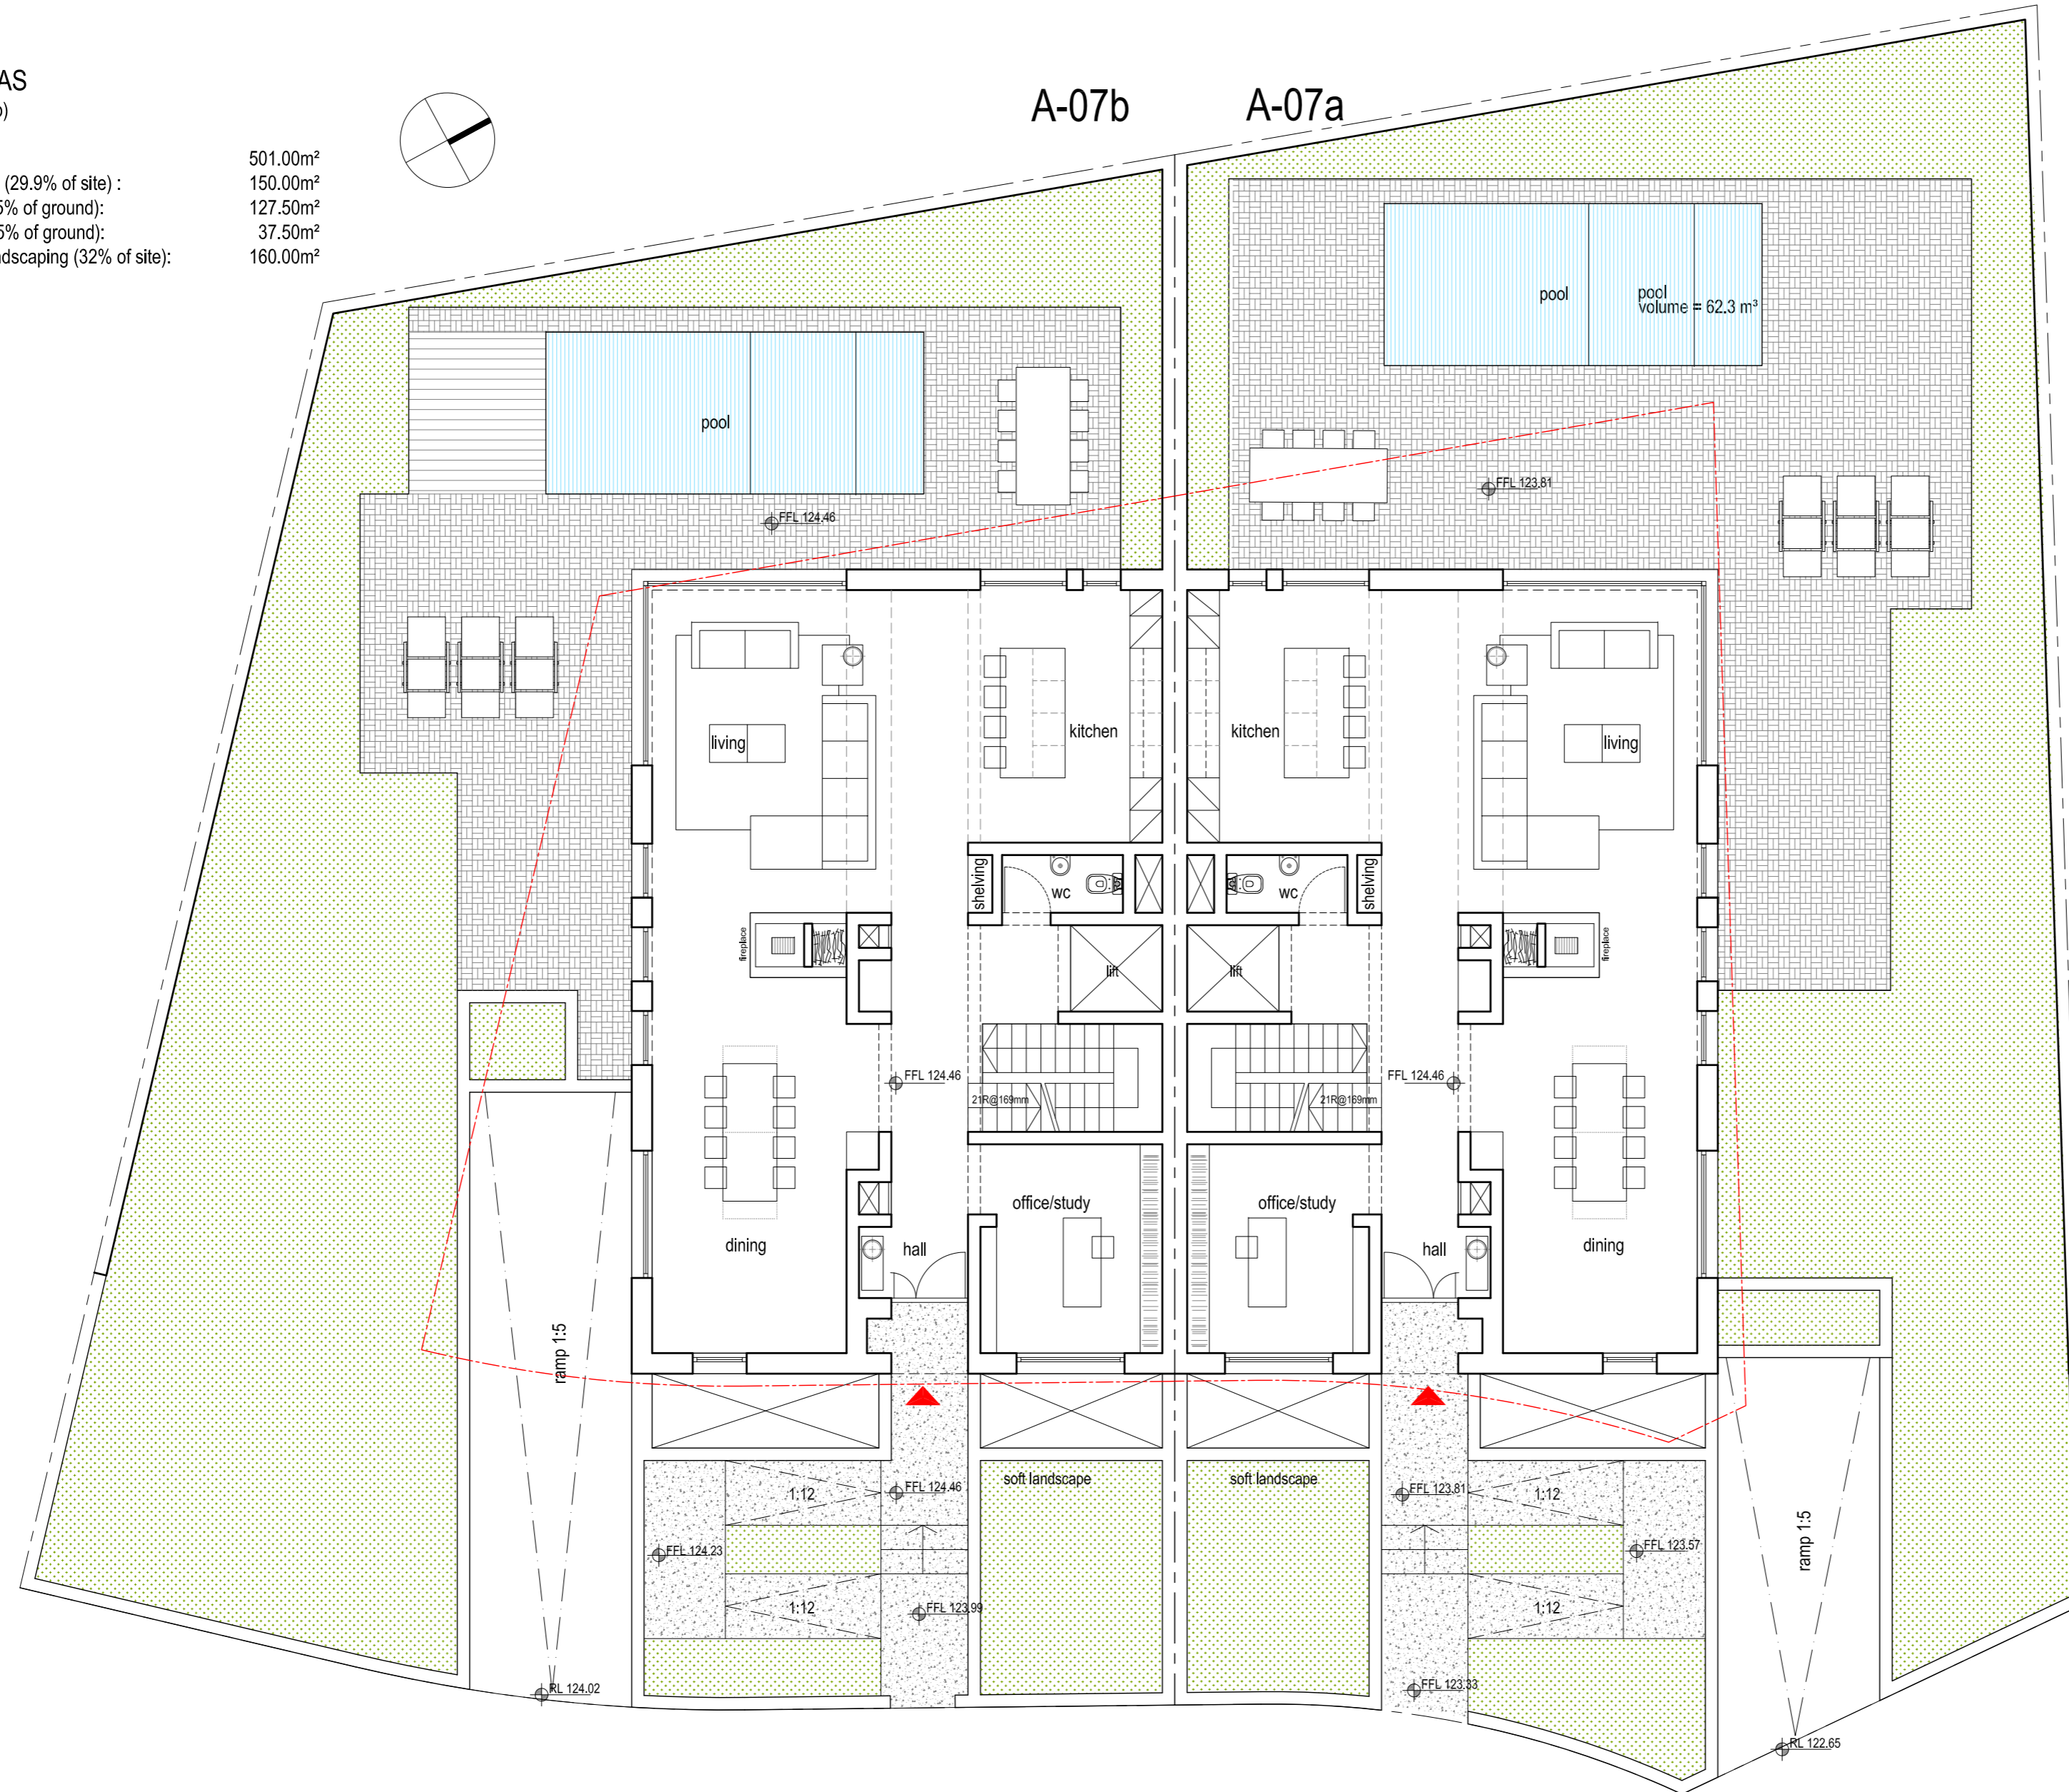 AS
)
501.00m²
(29.9% of site) : 150.00m²
5% of ground): 127.50m²
5% of ground): 37.50m²
dscaping (32% of site): 160.00m²
A-07b
A-07a
pool
pool
volume = 62.3 m³
pool
FFL 123.81
FFL 124.46
living
kitchen
kitchen
living
shelving
wc
wc
shelving
fireplace
lift
lift
fireplace
FFL 124.46
FFL 124.46
21R@169mm
21R@169mm
office/study
office/study
dining
hall
hall
dining
ramp 1:5
soft landscape
soft landscape
FFL 124.46
1:12
FFL 123.81
1:12
FFL 124.23
FFL 123.57
ramp 1:5
1:12
FFL 123.99
1:12
RL 124.02
FFL 123.33
RL 122.65